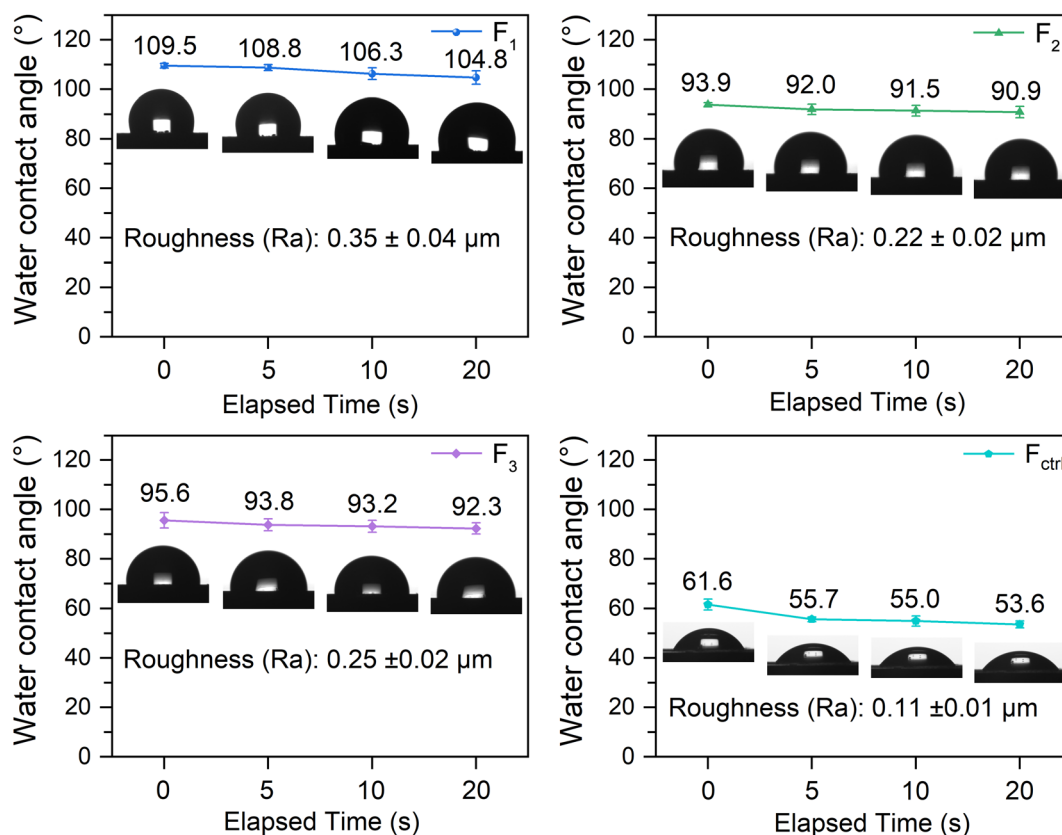 Water contact angle (°)
120
100
80
60
40
20
0
F1
109.5 108.8 106.3 104.8
Roughness (Ra): 0.35 ± 0.04 μm
0 5 10 20
Elapsed Time (s)
Water contact angle (°)
120
100
80
60
40
20
0
F2
93.9 92.0 91.5 90.9
Roughness (Ra): 0.22 ± 0.02 μm
0 5 10 20
Elapsed Time (s)
Water contact angle (°)
120
100
80
60
40
20
0
F3
95.6 93.8 93.2 92.3
Roughness (Ra): 0.25 ±0.02 μm
0 5 10 20
Elapsed Time (s)
Water contact angle (°)
120
100
80
60
40
20
0
Fctrl
61.6 55.7 55.0 53.6
Roughness (Ra): 0.11 ±0.01 μm
0 5 10 20
Elapsed Time (s)